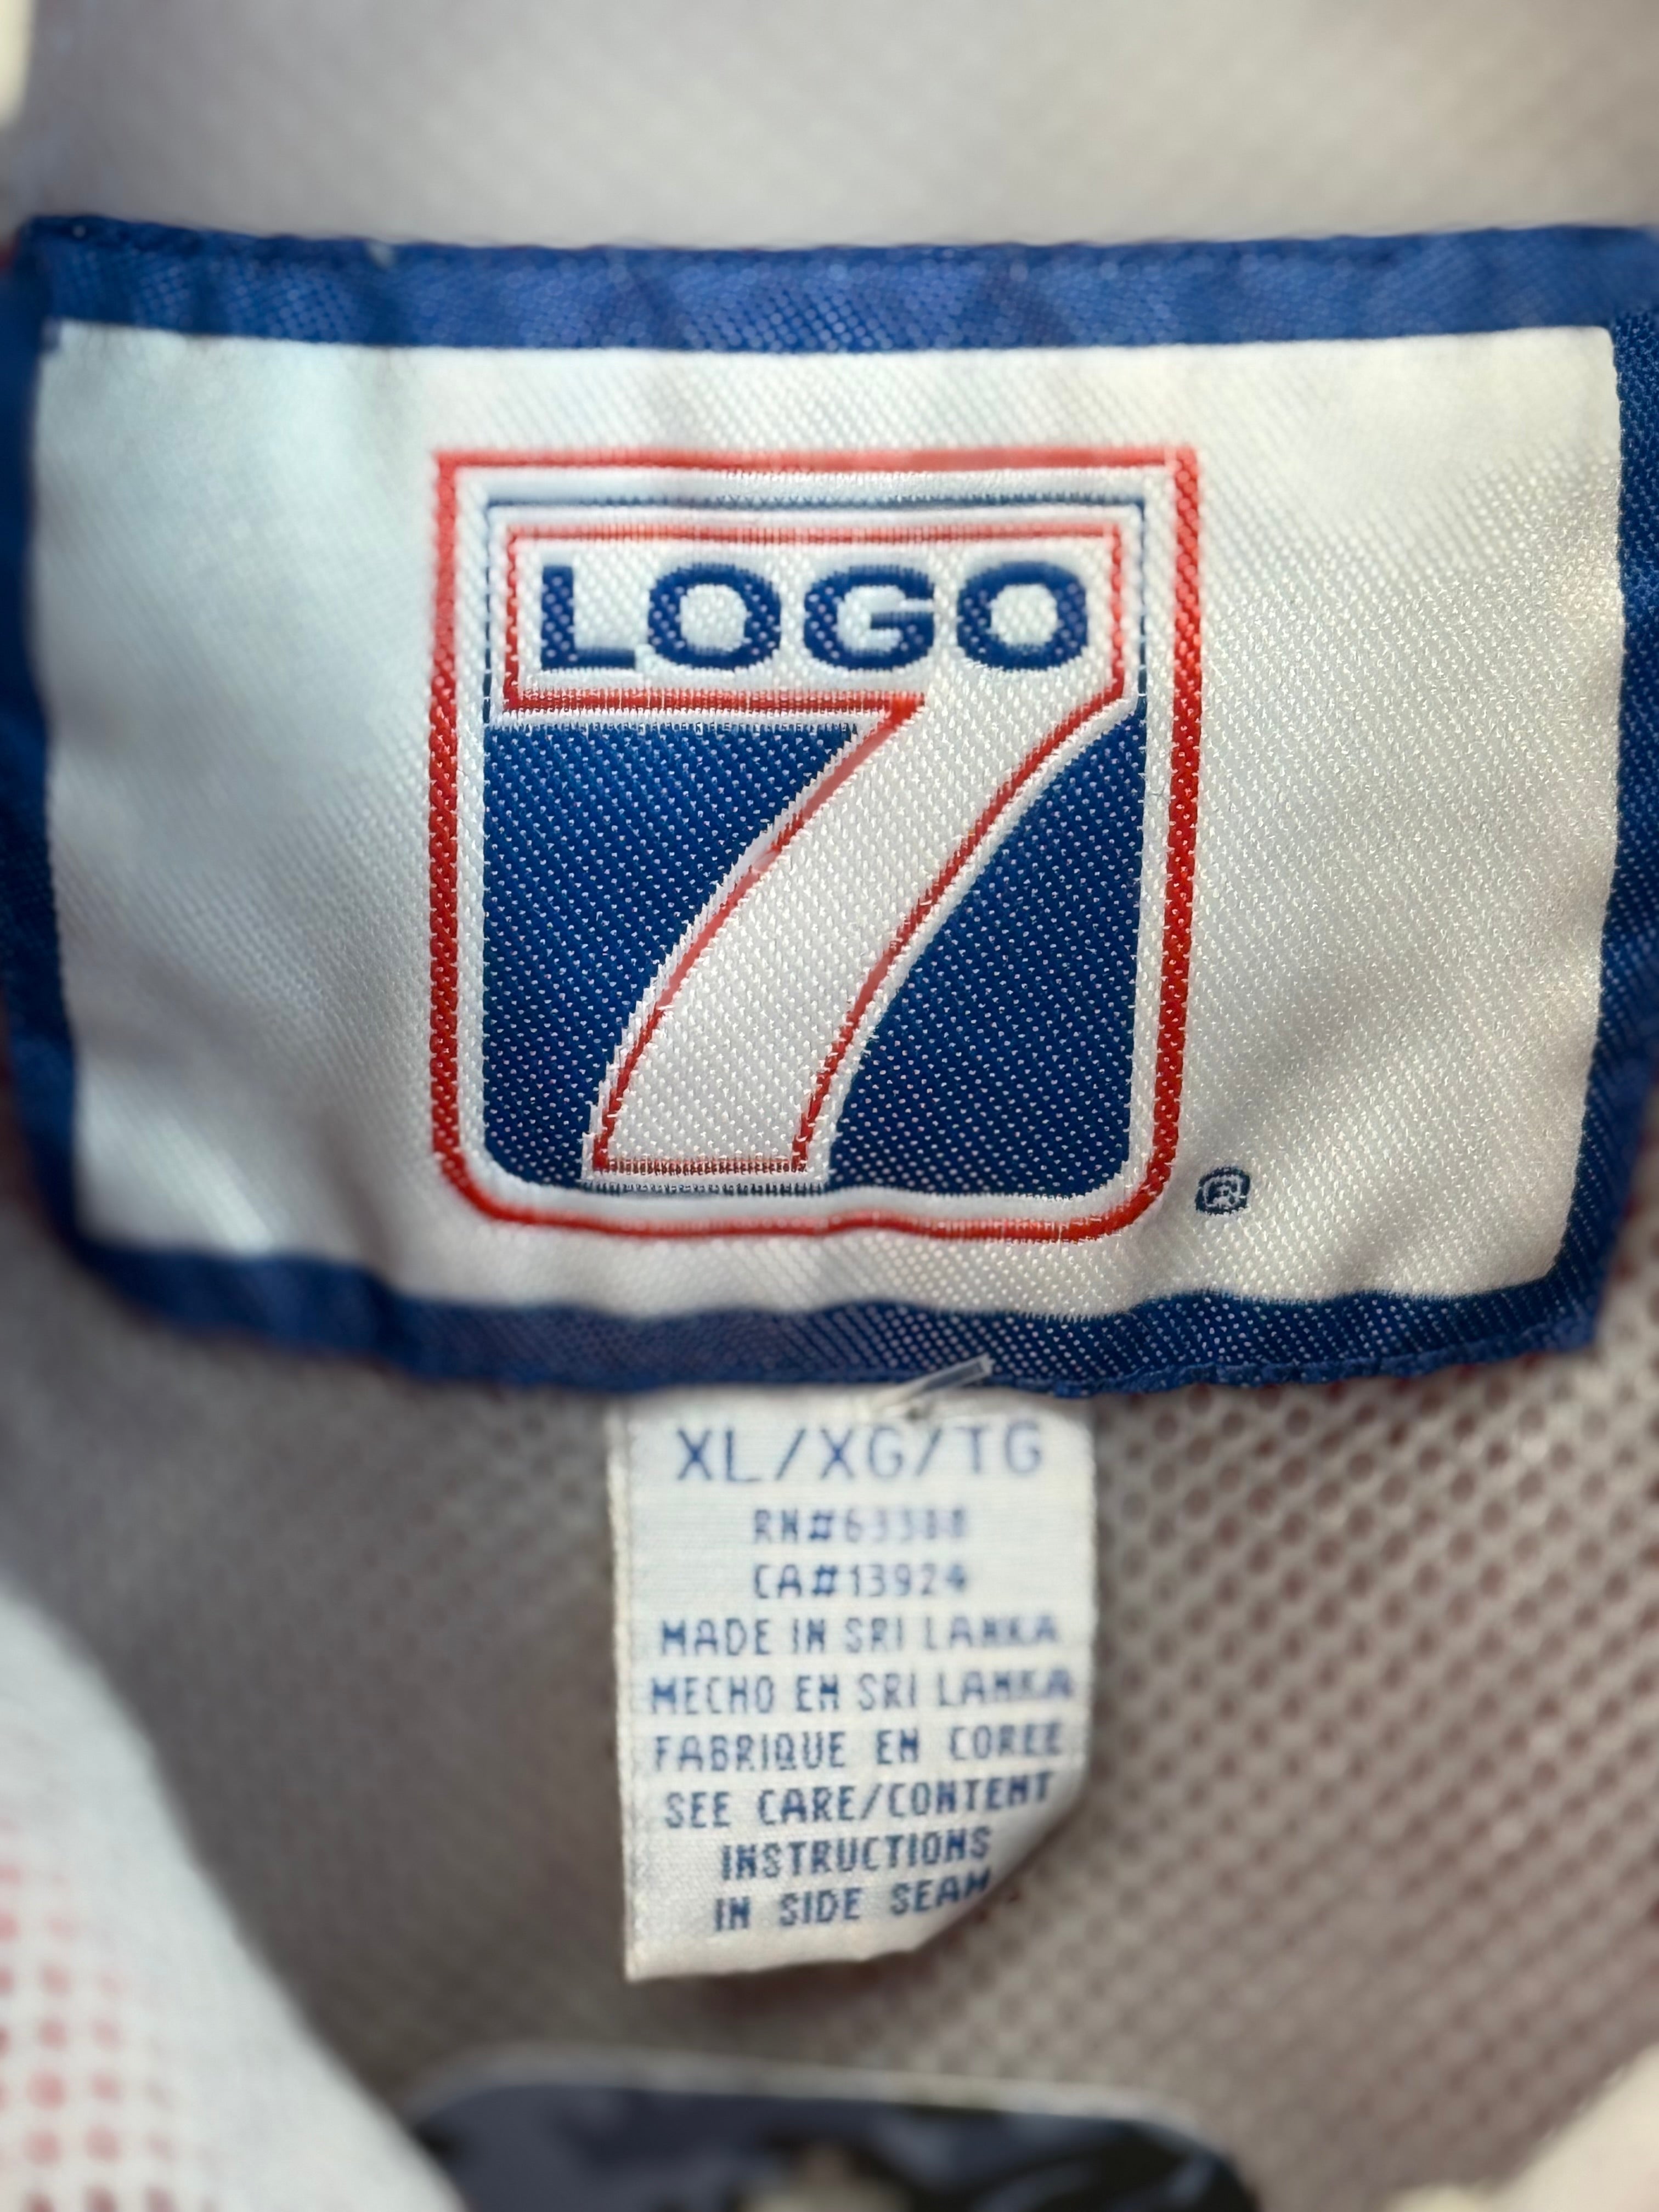 LOGO
7
®
XL/XG/TG
RN#63388
CA#13924
MADE IN SRI LANKA
HECHO EN SRI LANKA
FABRIQUE EN COREE
SEE CARE/CONTENT
INSTRUCTIONS
IN SIDE SEAM